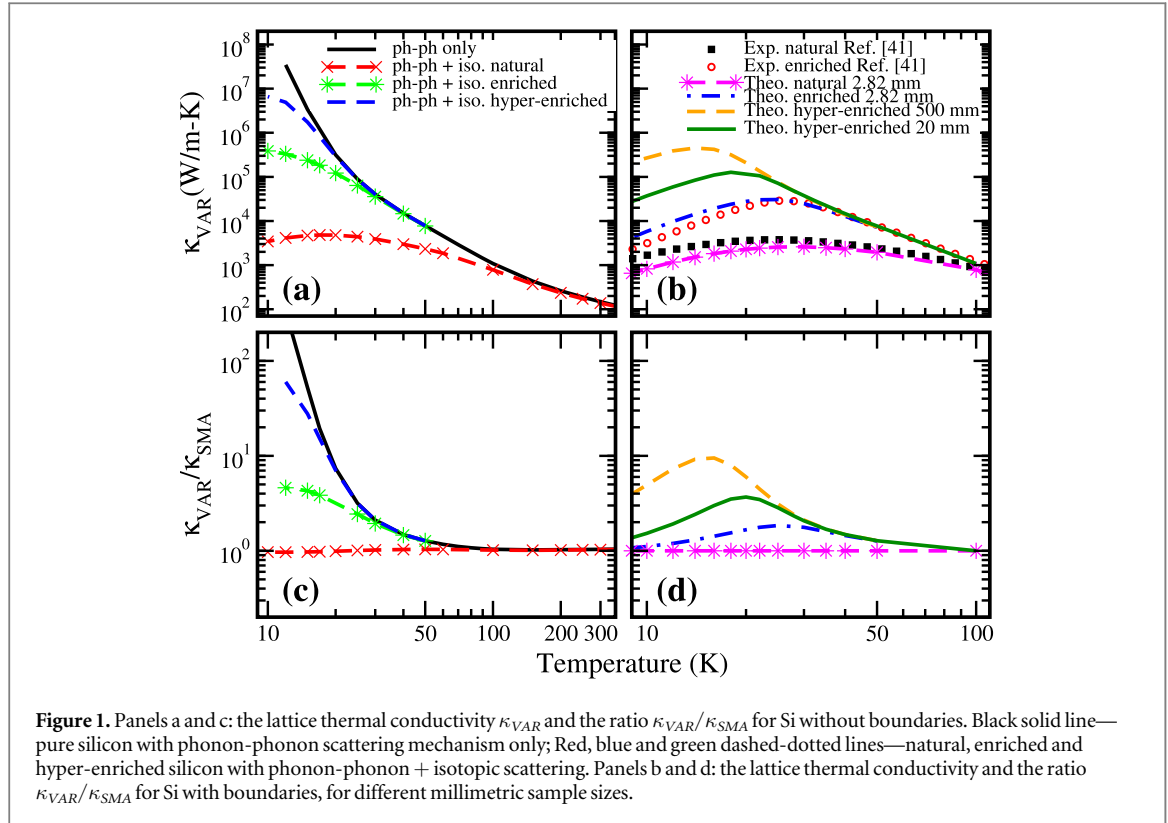 10^8
10^7
10^6
10^5
10^4
10^3
10^2
κ_VAR(W/m-K)
ph-ph only
ph-ph + iso. natural
ph-ph + iso. enriched
ph-ph + iso. hyper-enriched
(a)
Exp. natural Ref. [41]
Exp. enriched Ref. [41]
Theo. natural 2.82 mm
Theo. enriched 2.82 mm
Theo. hyper-enriched 500 mm
Theo. hyper-enriched 20 mm
(b)
10^2
10^1
10^0
κ_VAR/κ_SMA
(c)
(d)
10 50 100 200 300
10 50 100
Temperature (K)
Figure 1. Panels a and c: the lattice thermal conductivity κ_VAR and the ratio κ_VAR/κ_SMA for Si without boundaries. Black solid line—
pure silicon with phonon-phonon scattering mechanism only; Red, blue and green dashed-dotted lines—natural, enriched and
hyper-enriched silicon with phonon-phonon + isotopic scattering. Panels b and d: the lattice thermal conductivity and the ratio
κ_VAR/κ_SMA for Si with boundaries, for different millimetric sample sizes.